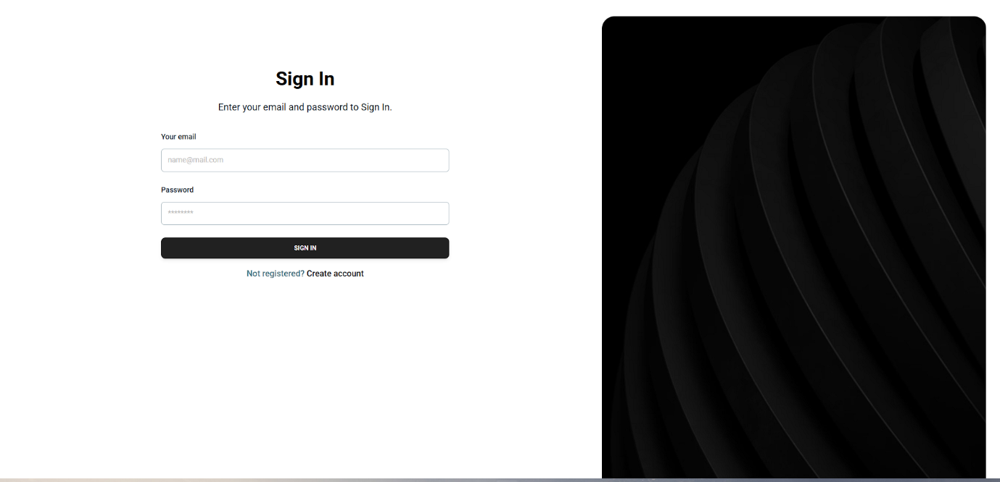 Sign In
Enter your email and password to Sign In.
Your email
name@mail.com
Password
********
SIGN IN
Not registered? Create account